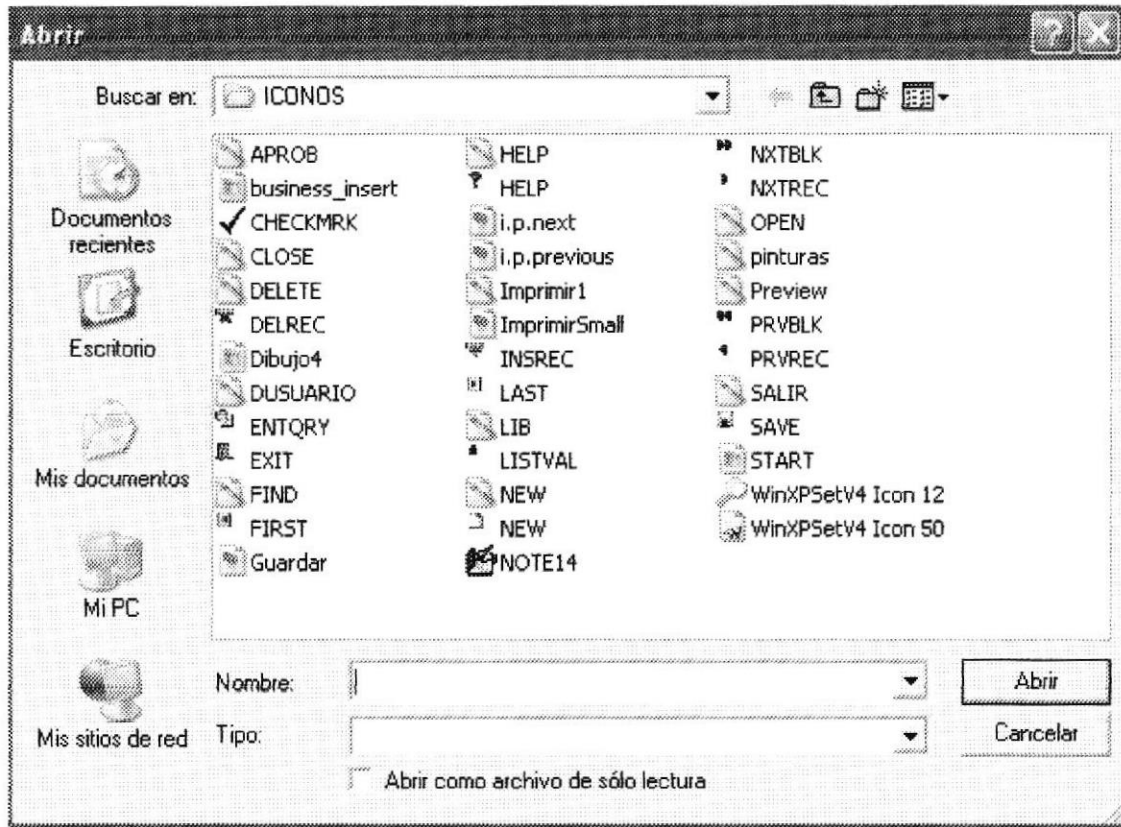 Abrir
Buscar en: ICONOS
Documentos
recientes
Escritorio
Mis documentos
Mi PC
Mis sitios de red
APROB
business_insert
CHECKMRK
CLOSE
DELETE
DELREC
Dibujo4
DUSUARIO
ENTQRY
EXIT
FIND
FIRST
Guardar
HELP
HELP
i.p.next
i.p.previous
Imprimir1
ImprimirSmall
INSREC
LAST
LIB
LISTVAL
NEW
NEW
NOTE14
NXTBLK
NXTREC
OPEN
pinturas
Preview
PRVBLK
PRVREC
SALIR
SAVE
START
WinXPSetV4 Icon 12
WinXPSetV4 Icon 50
Nombre:
Abrir
Tipo:
Cancelar
Abrir como archivo de sólo lectura